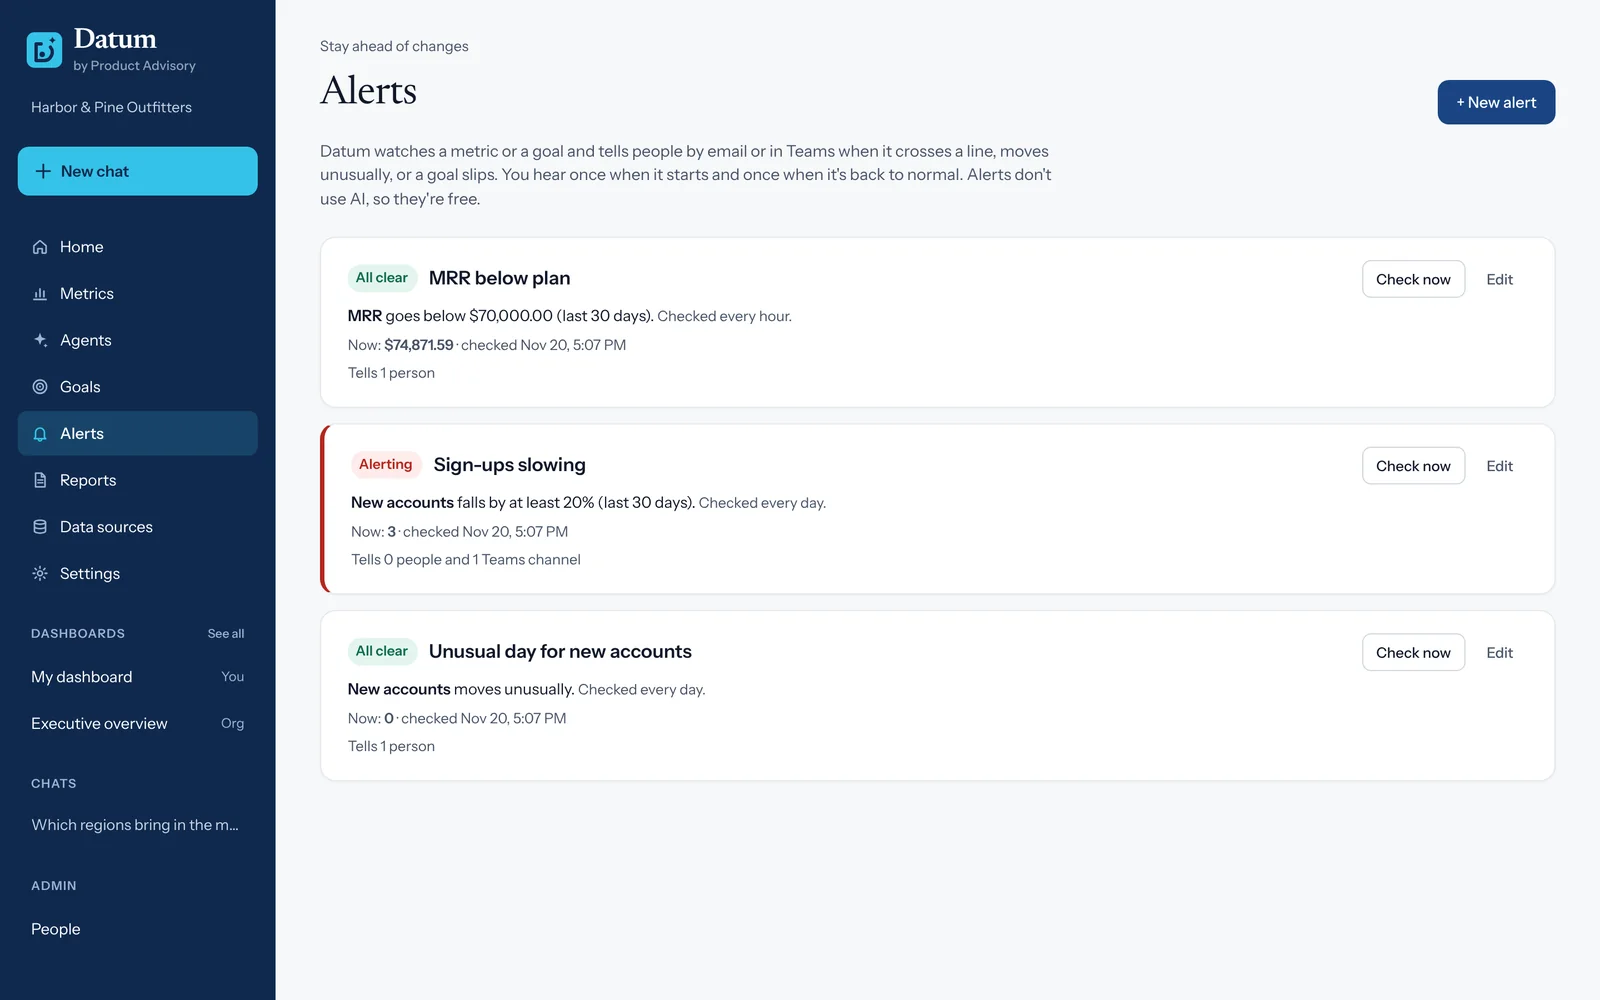 Datum
by Product Advisory
Harbor & Pine Outfitters
New chat
Home
Metrics
Agents
Goals
Alerts
Reports
Data sources
Settings
DASHBOARDS See all
My dashboard You
Executive overview Org
CHATS
Which regions bring in the m...
ADMIN
People
Stay ahead of changes
Alerts
+ New alert
Datum watches a metric or a goal and tells people by email or in Teams when it crosses a line, moves
unusually, or a goal slips. You hear once when it starts and once when it's back to normal. Alerts don't
use AI, so they're free.
All clear MRR below plan Check now Edit
MRR goes below $70,000.00 (last 30 days). Checked every hour.
Now: $74,871.59 · checked Nov 20, 5:07 PM
Tells 1 person
Alerting Sign-ups slowing Check now Edit
New accounts falls by at least 20% (last 30 days). Checked every day.
Now: 3 · checked Nov 20, 5:07 PM
Tells 0 people and 1 Teams channel
All clear Unusual day for new accounts Check now Edit
New accounts moves unusually. Checked every day.
Now: 0 · checked Nov 20, 5:07 PM
Tells 1 person